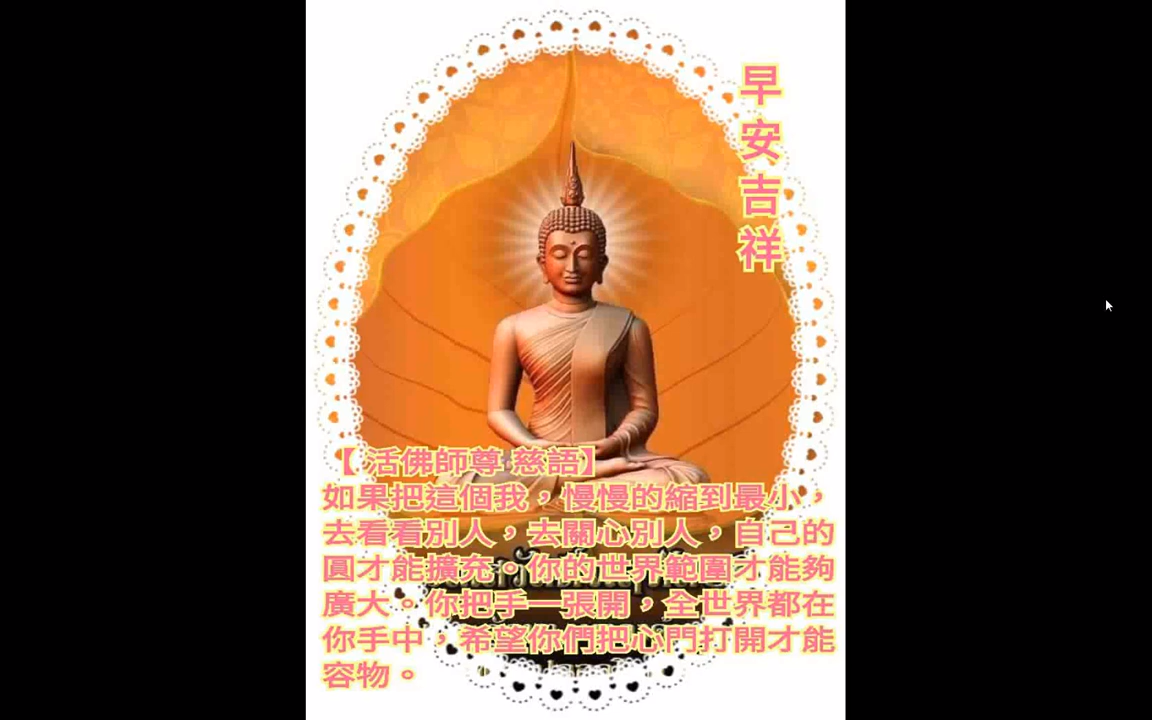 早安吉祥
【 活佛師尊 慈語】
如果把這個我，慢慢的縮到最小，
去看看別人，去關心別人，自己的
圓才能擴充。你的世界範圍才能夠
廣大。你把手一張開，全世界都在
你手中，希望你們把心門打開才能
容物。